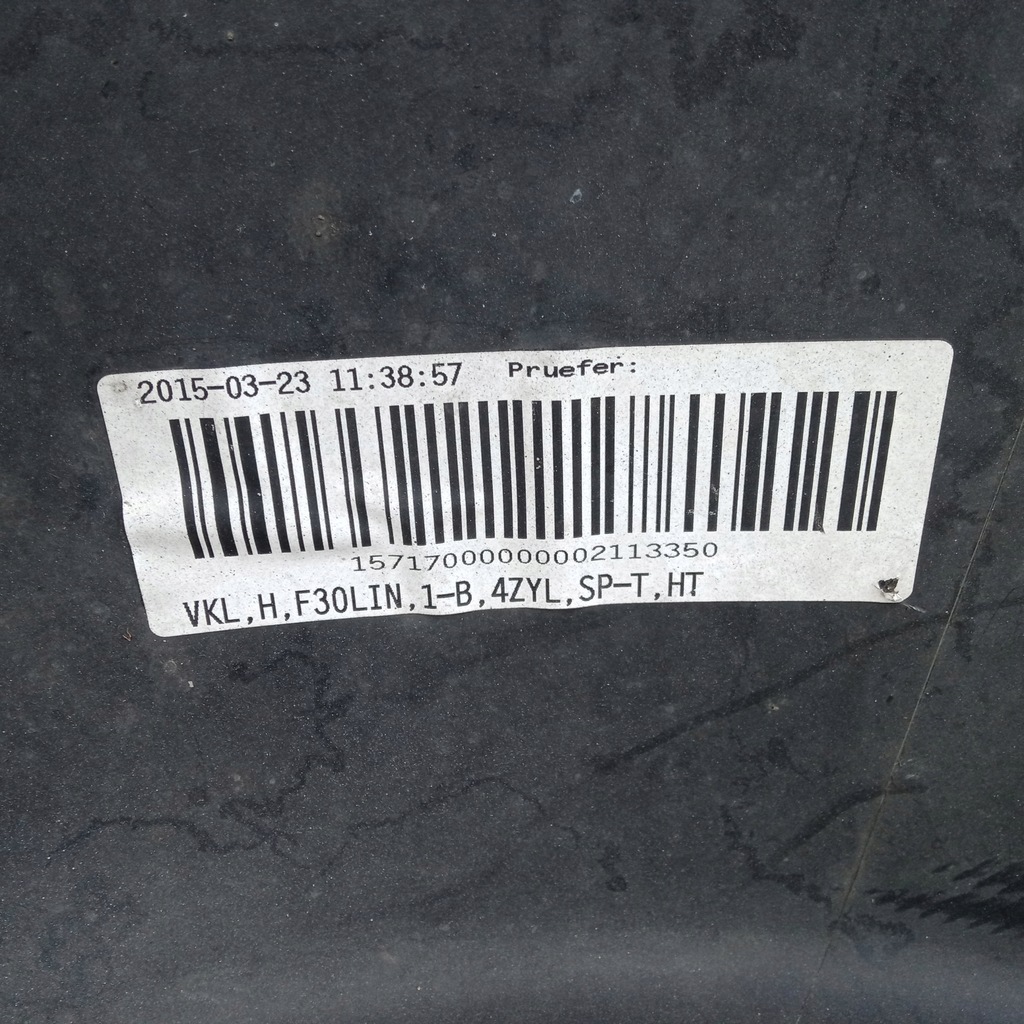 2015-03-23 11:38:57 Pruefer:
15717000000002113350
VKL,H,F30LIN,1-B,4ZYL,SP-T,HT